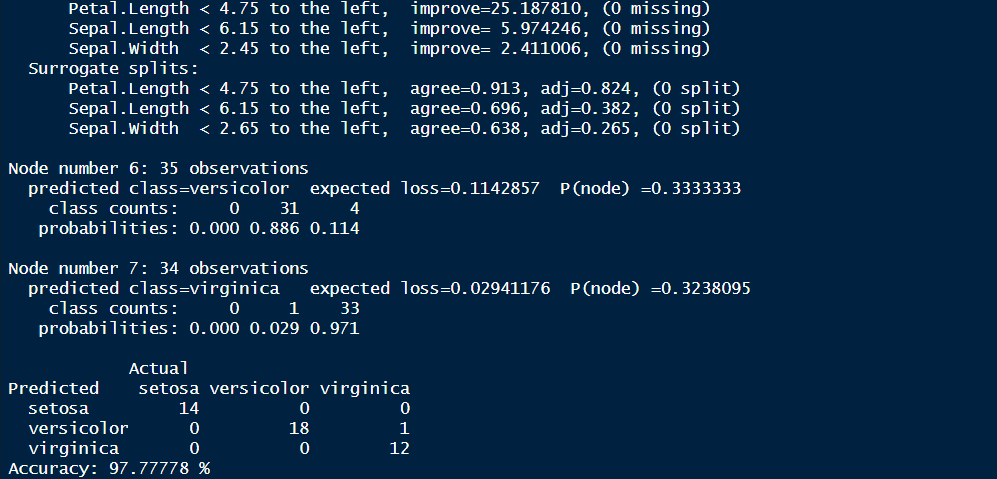 Petal.Length < 4.75 to the left,  improve=25.187810, (0 missing)
      Sepal.Length < 6.15 to the left,  improve= 5.974246, (0 missing)
      Sepal.Width  < 2.45 to the left,  improve= 2.411006, (0 missing)
  Surrogate splits:
      Petal.Length < 4.75 to the left,  agree=0.913, adj=0.824, (0 split)
      Sepal.Length < 6.15 to the left,  agree=0.696, adj=0.382, (0 split)
      Sepal.Width  < 2.65 to the left,  agree=0.638, adj=0.265, (0 split)

Node number 6: 35 observations
  predicted class=versicolor  expected loss=0.1142857  P(node) =0.3333333
    class counts:     0    31     4
   probabilities: 0.000 0.886 0.114

Node number 7: 34 observations
  predicted class=virginica   expected loss=0.02941176  P(node) =0.3238095
    class counts:     0     1    33
   probabilities: 0.000 0.029 0.971

            Actual
Predicted    setosa versicolor virginica
  setosa         14          0         0
  versicolor      0         18         1
  virginica       0          0        12
Accuracy: 97.77778 %